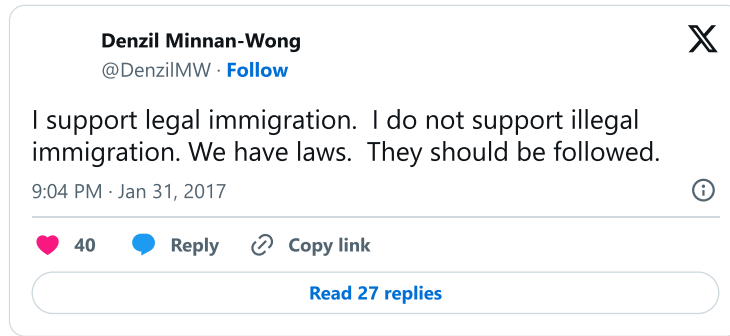 Denzil Minnan-Wong
@DenzilMW · Follow
I support legal immigration.  I do not support illegal
immigration. We have laws.  They should be followed.
9:04 PM · Jan 31, 2017
40 Reply Copy link
Read 27 replies